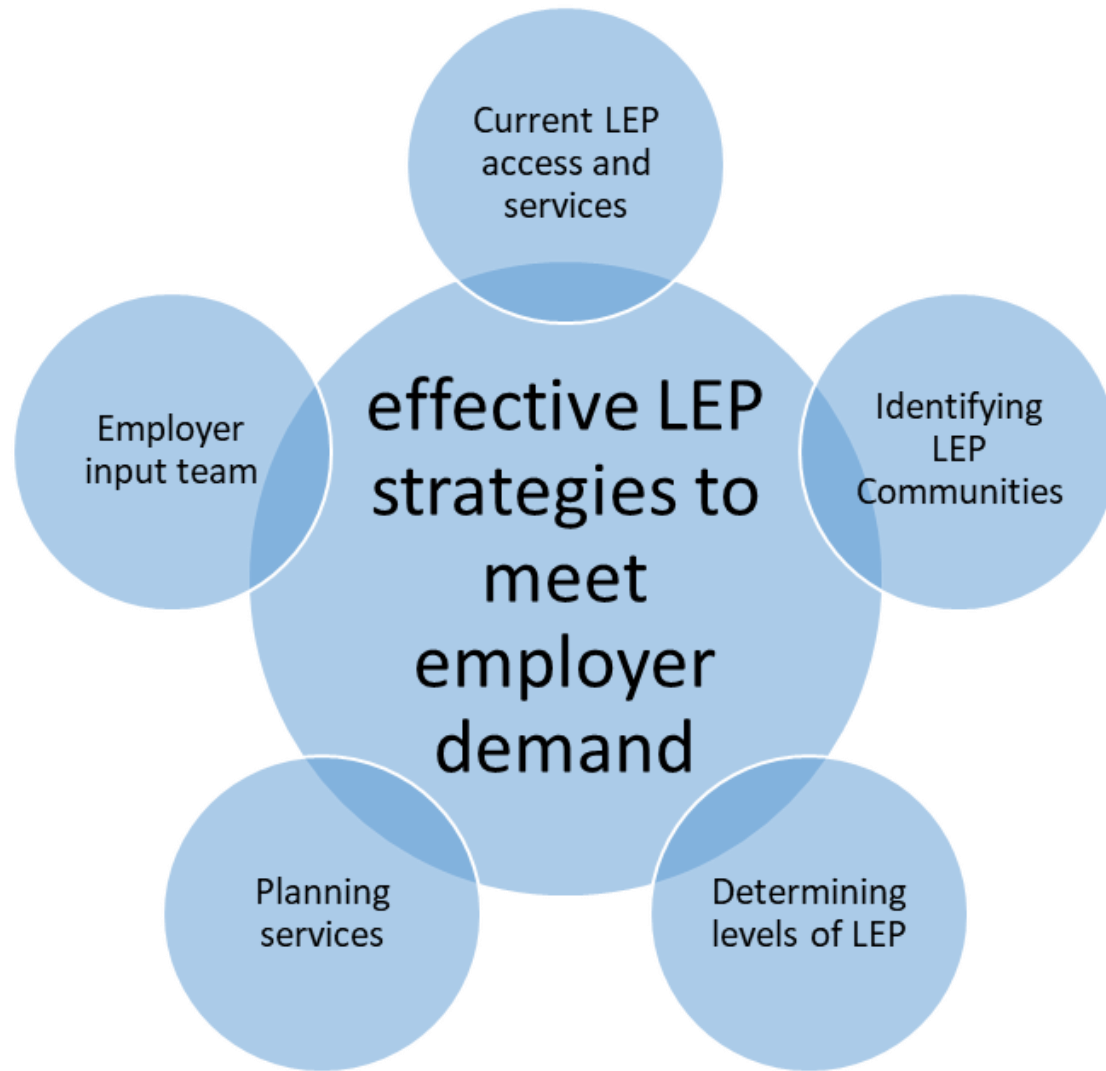 Current LEP
access and
services
Identifying
LEP
Communities
Determining
levels of LEP
Planning
services
Employer
input team
effective LEP
strategies to
meet
employer
demand